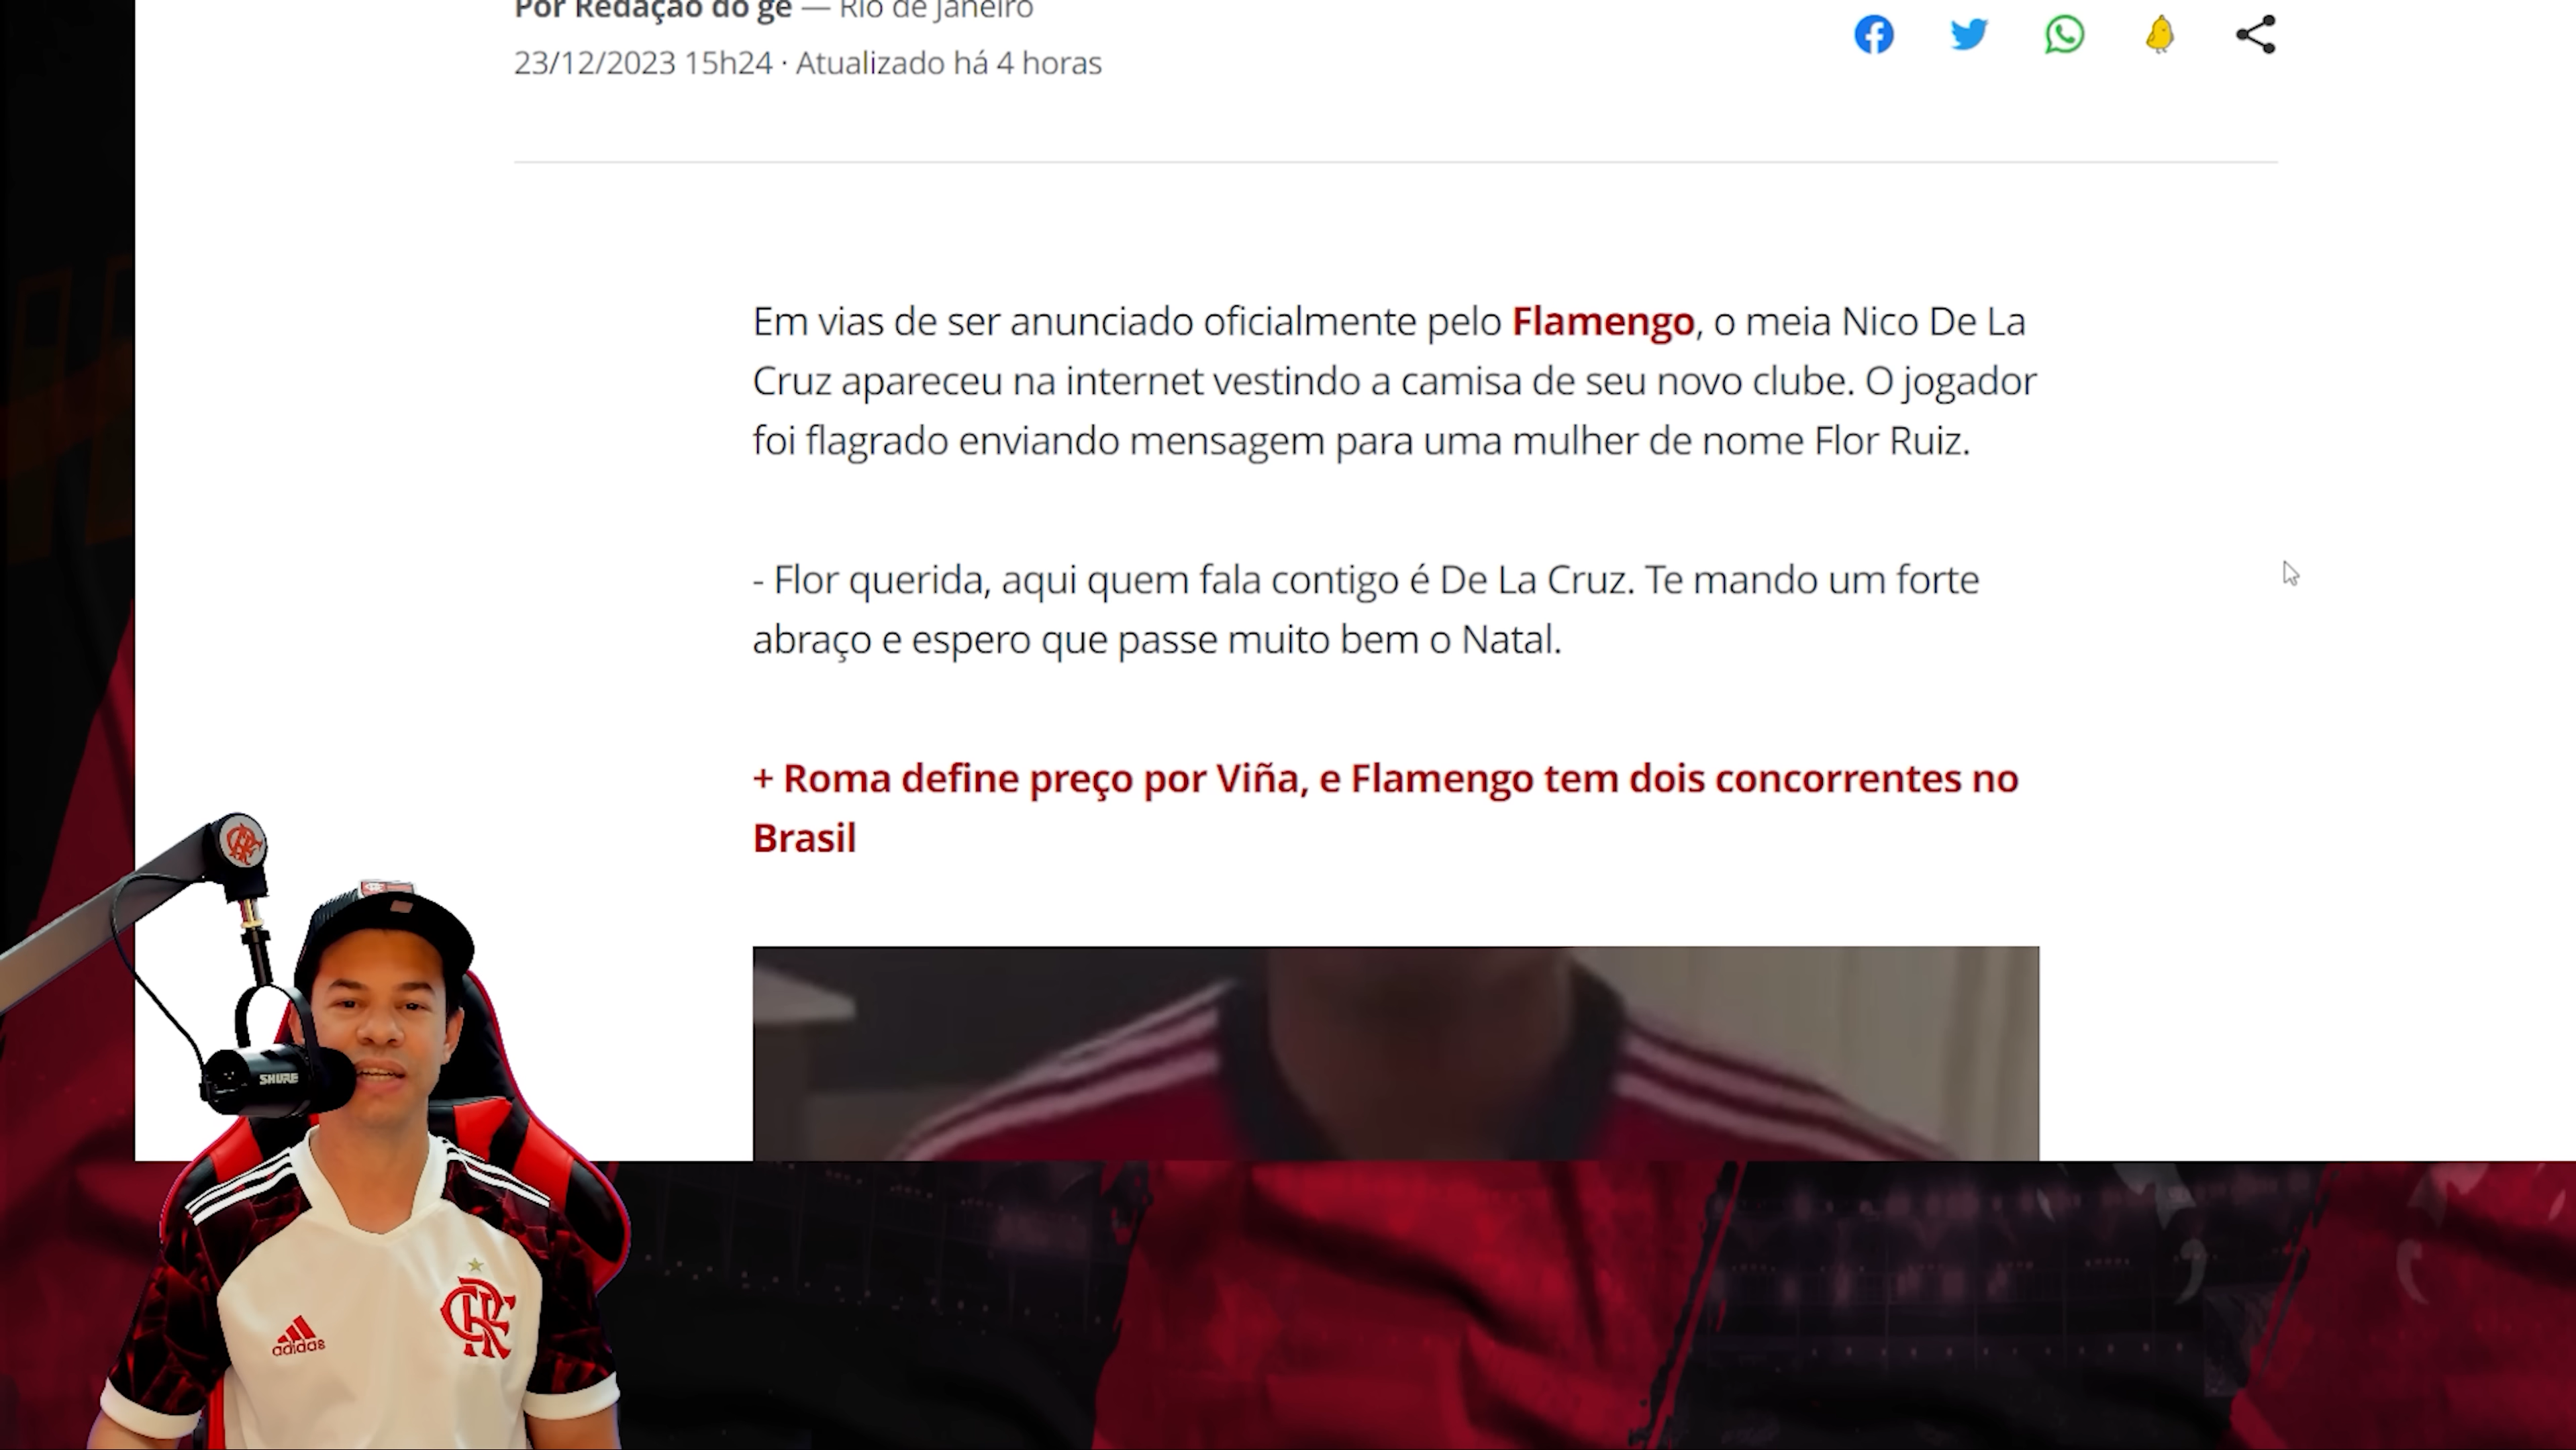 Por Redação do ge — Rio de Janeiro
23/12/2023 15h24 · Atualizado há 4 horas
Em vias de ser anunciado oficialmente pelo Flamengo, o meia Nico De La
Cruz apareceu na internet vestindo a camisa de seu novo clube. O jogador
foi flagrado enviando mensagem para uma mulher de nome Flor Ruiz.
- Flor querida, aqui quem fala contigo é De La Cruz. Te mando um forte
abraço e espero que passe muito bem o Natal.
+ Roma define preço por Viña, e Flamengo tem dois concorrentes no
Brasil
SHURE
adidas
CRF